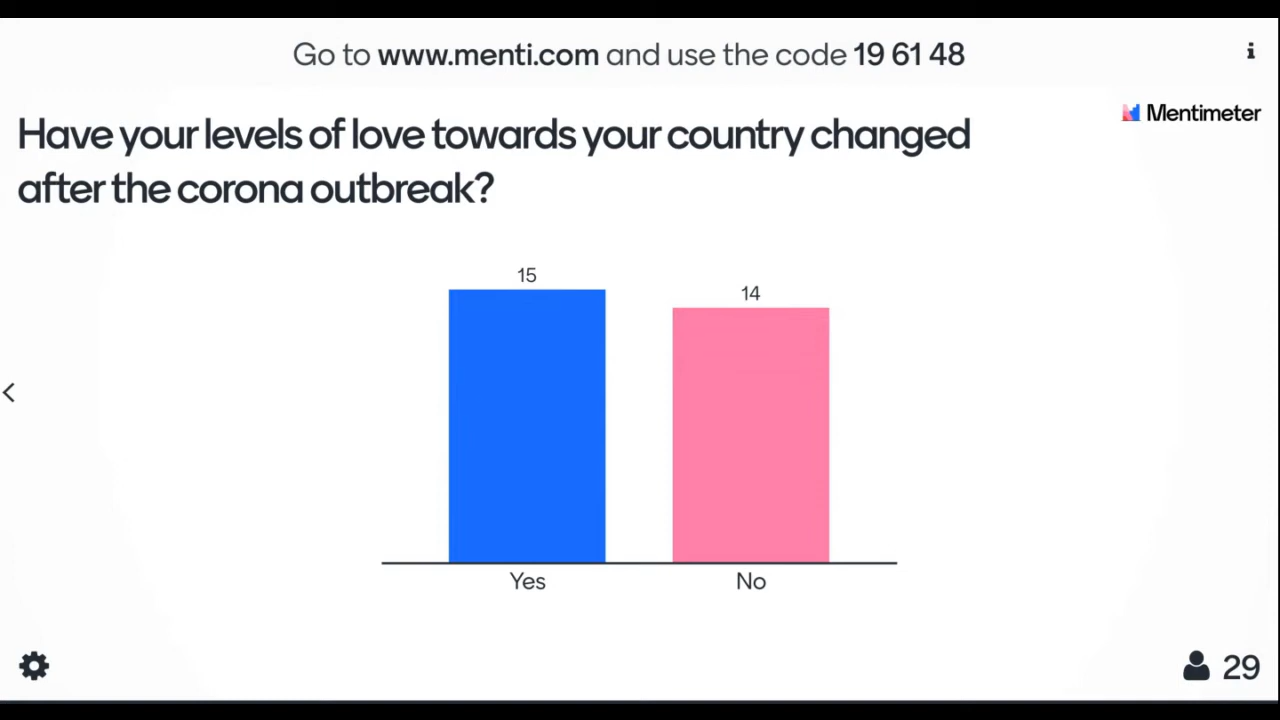 Go to www.menti.com and use the code 19 61 48
Mentimeter
Have your levels of love towards your country changed
after the corona outbreak?
15
14
Yes
No
29